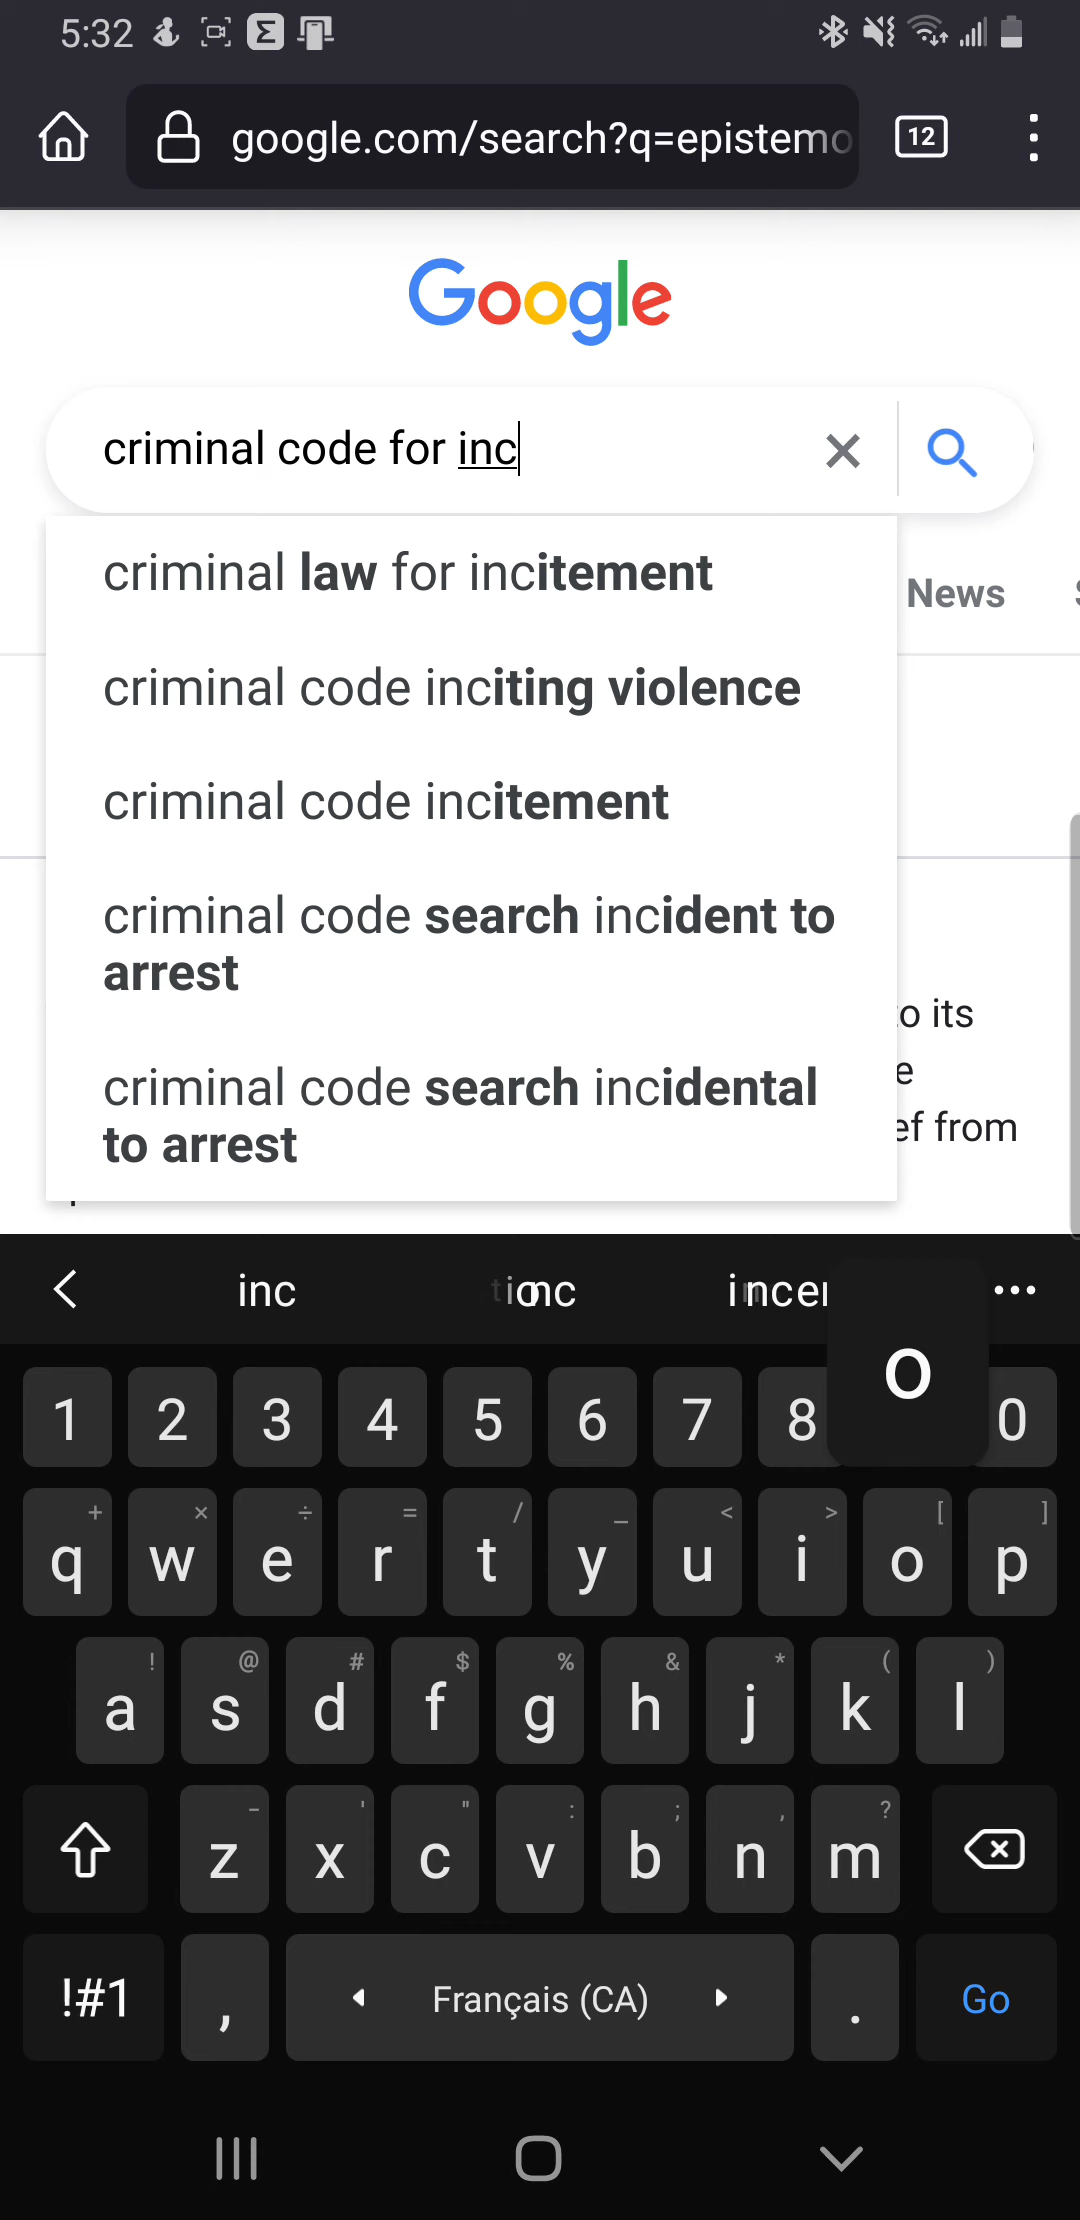 5:32
google.com/search?q=epistemo
12
Google
criminal code for inc
criminal law for incitement
News
criminal code inciting violence
criminal code incitement
criminal code search incident to
arrest
o its
criminal code search incidental
e
to arrest
ef from
inc
o
1 2 3 4 5 6 7 8 0
+ × ÷ = / _ < > [ ]
q w e r t y u i o p
! @ # $ % & * ( )
a s d f g h j k l
- ' " : ; , ?
z x c v b n m
!#1 , Français (CA) . Go